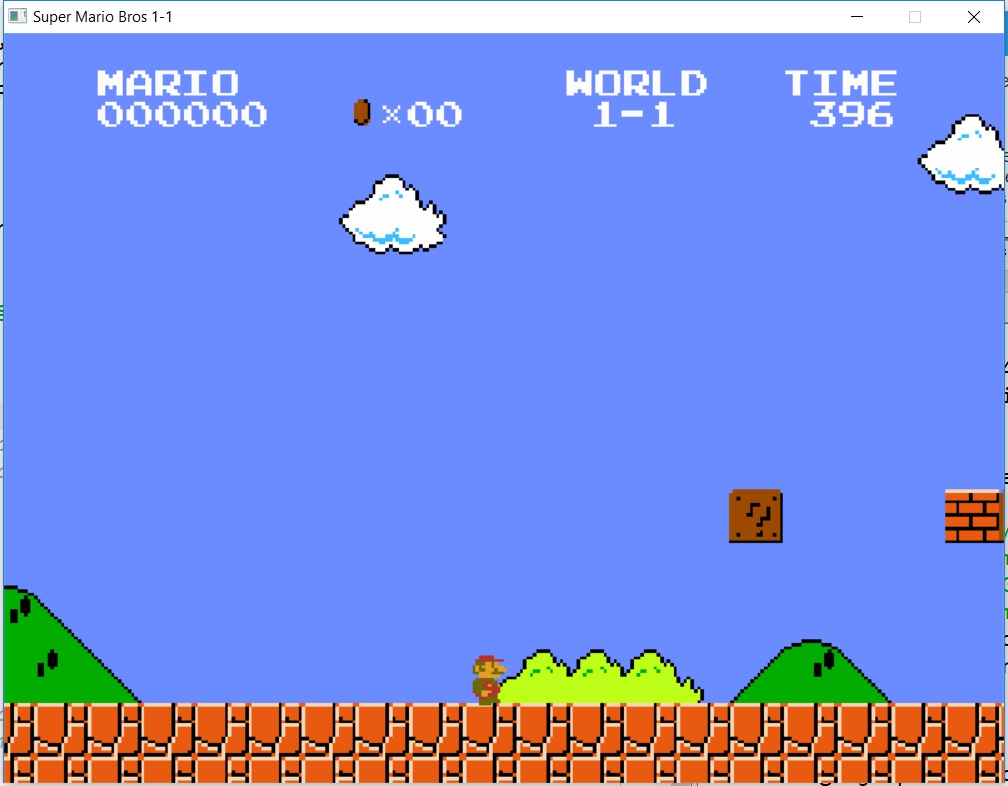 Super Mario Bros 1-1
MARIO WORLD TIME
000000 ×00 1-1 396
?